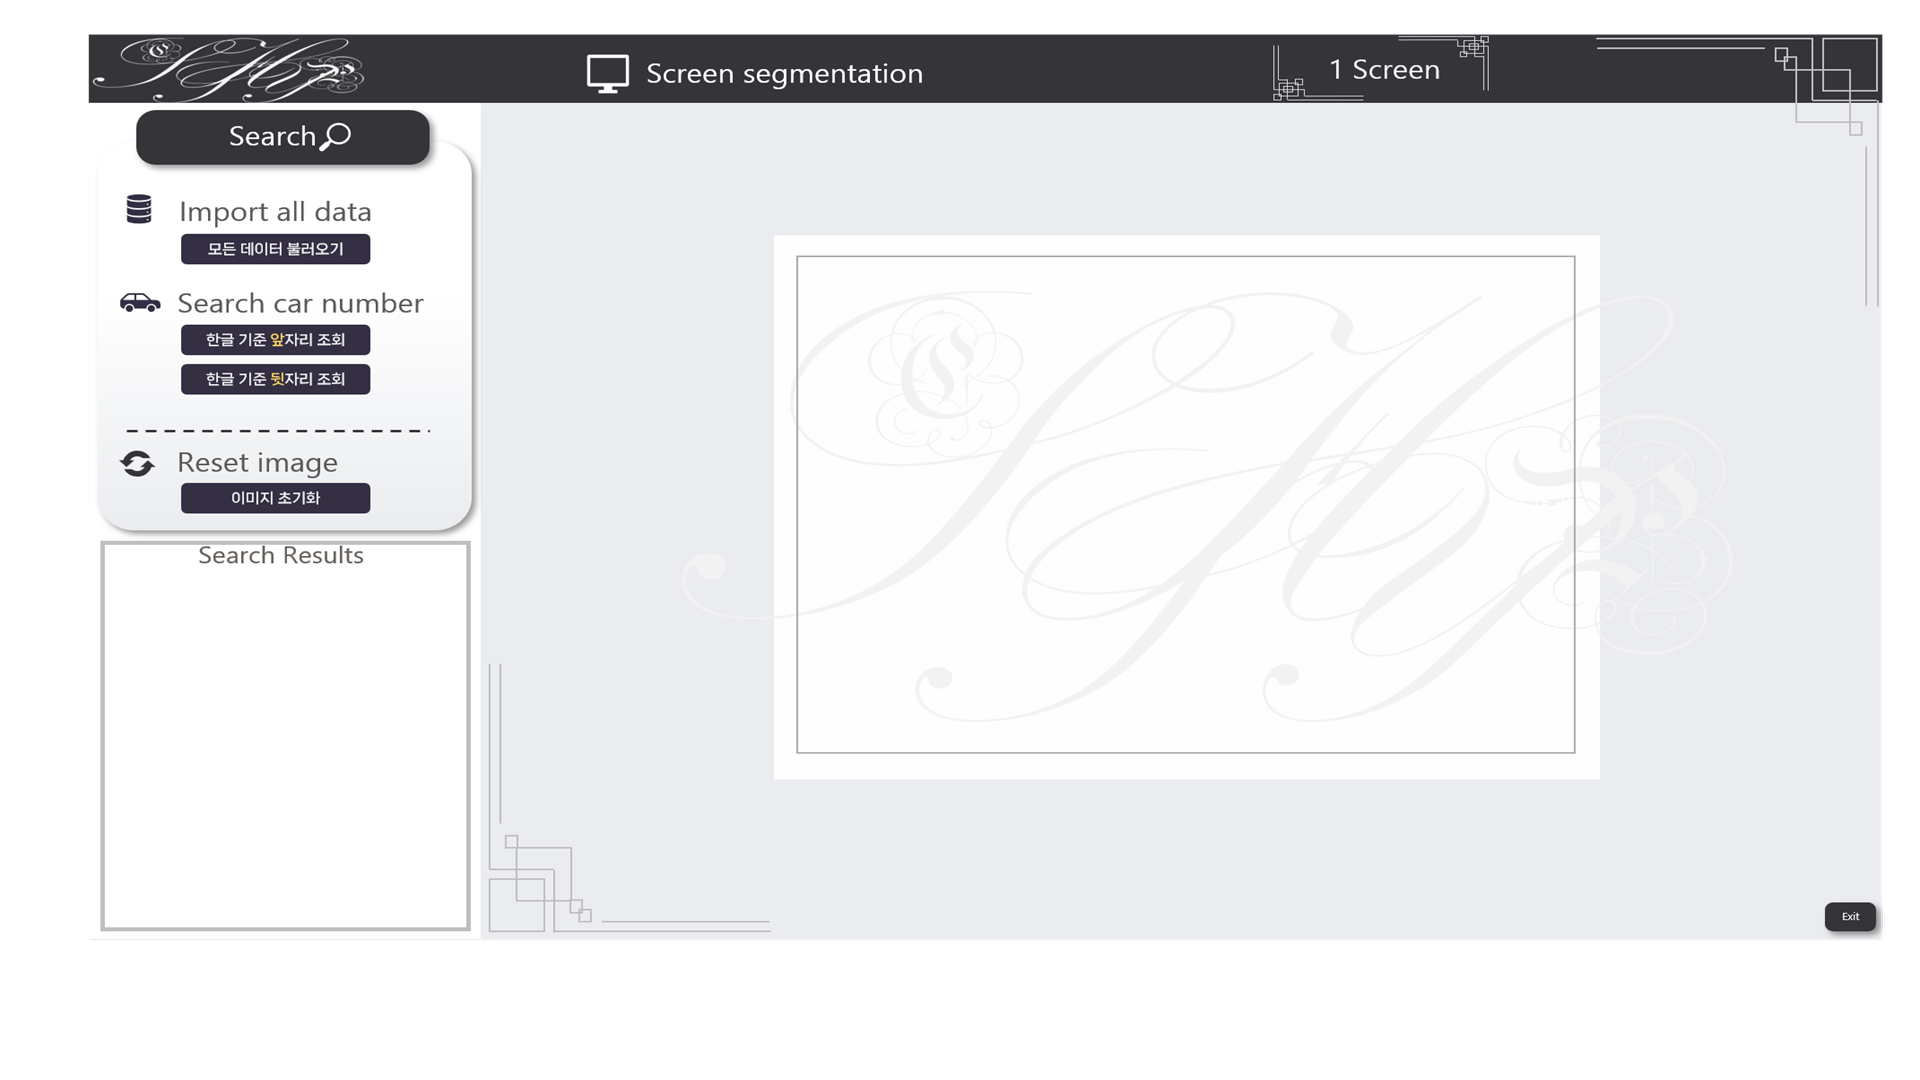 Screen segmentation
1 Screen
Search
Import all data
모든 데이터 불러오기
Search car number
한글 기준 앞자리 조회
한글 기준 뒷자리 조회
Reset image
이미지 초기화
Search Results
Exit